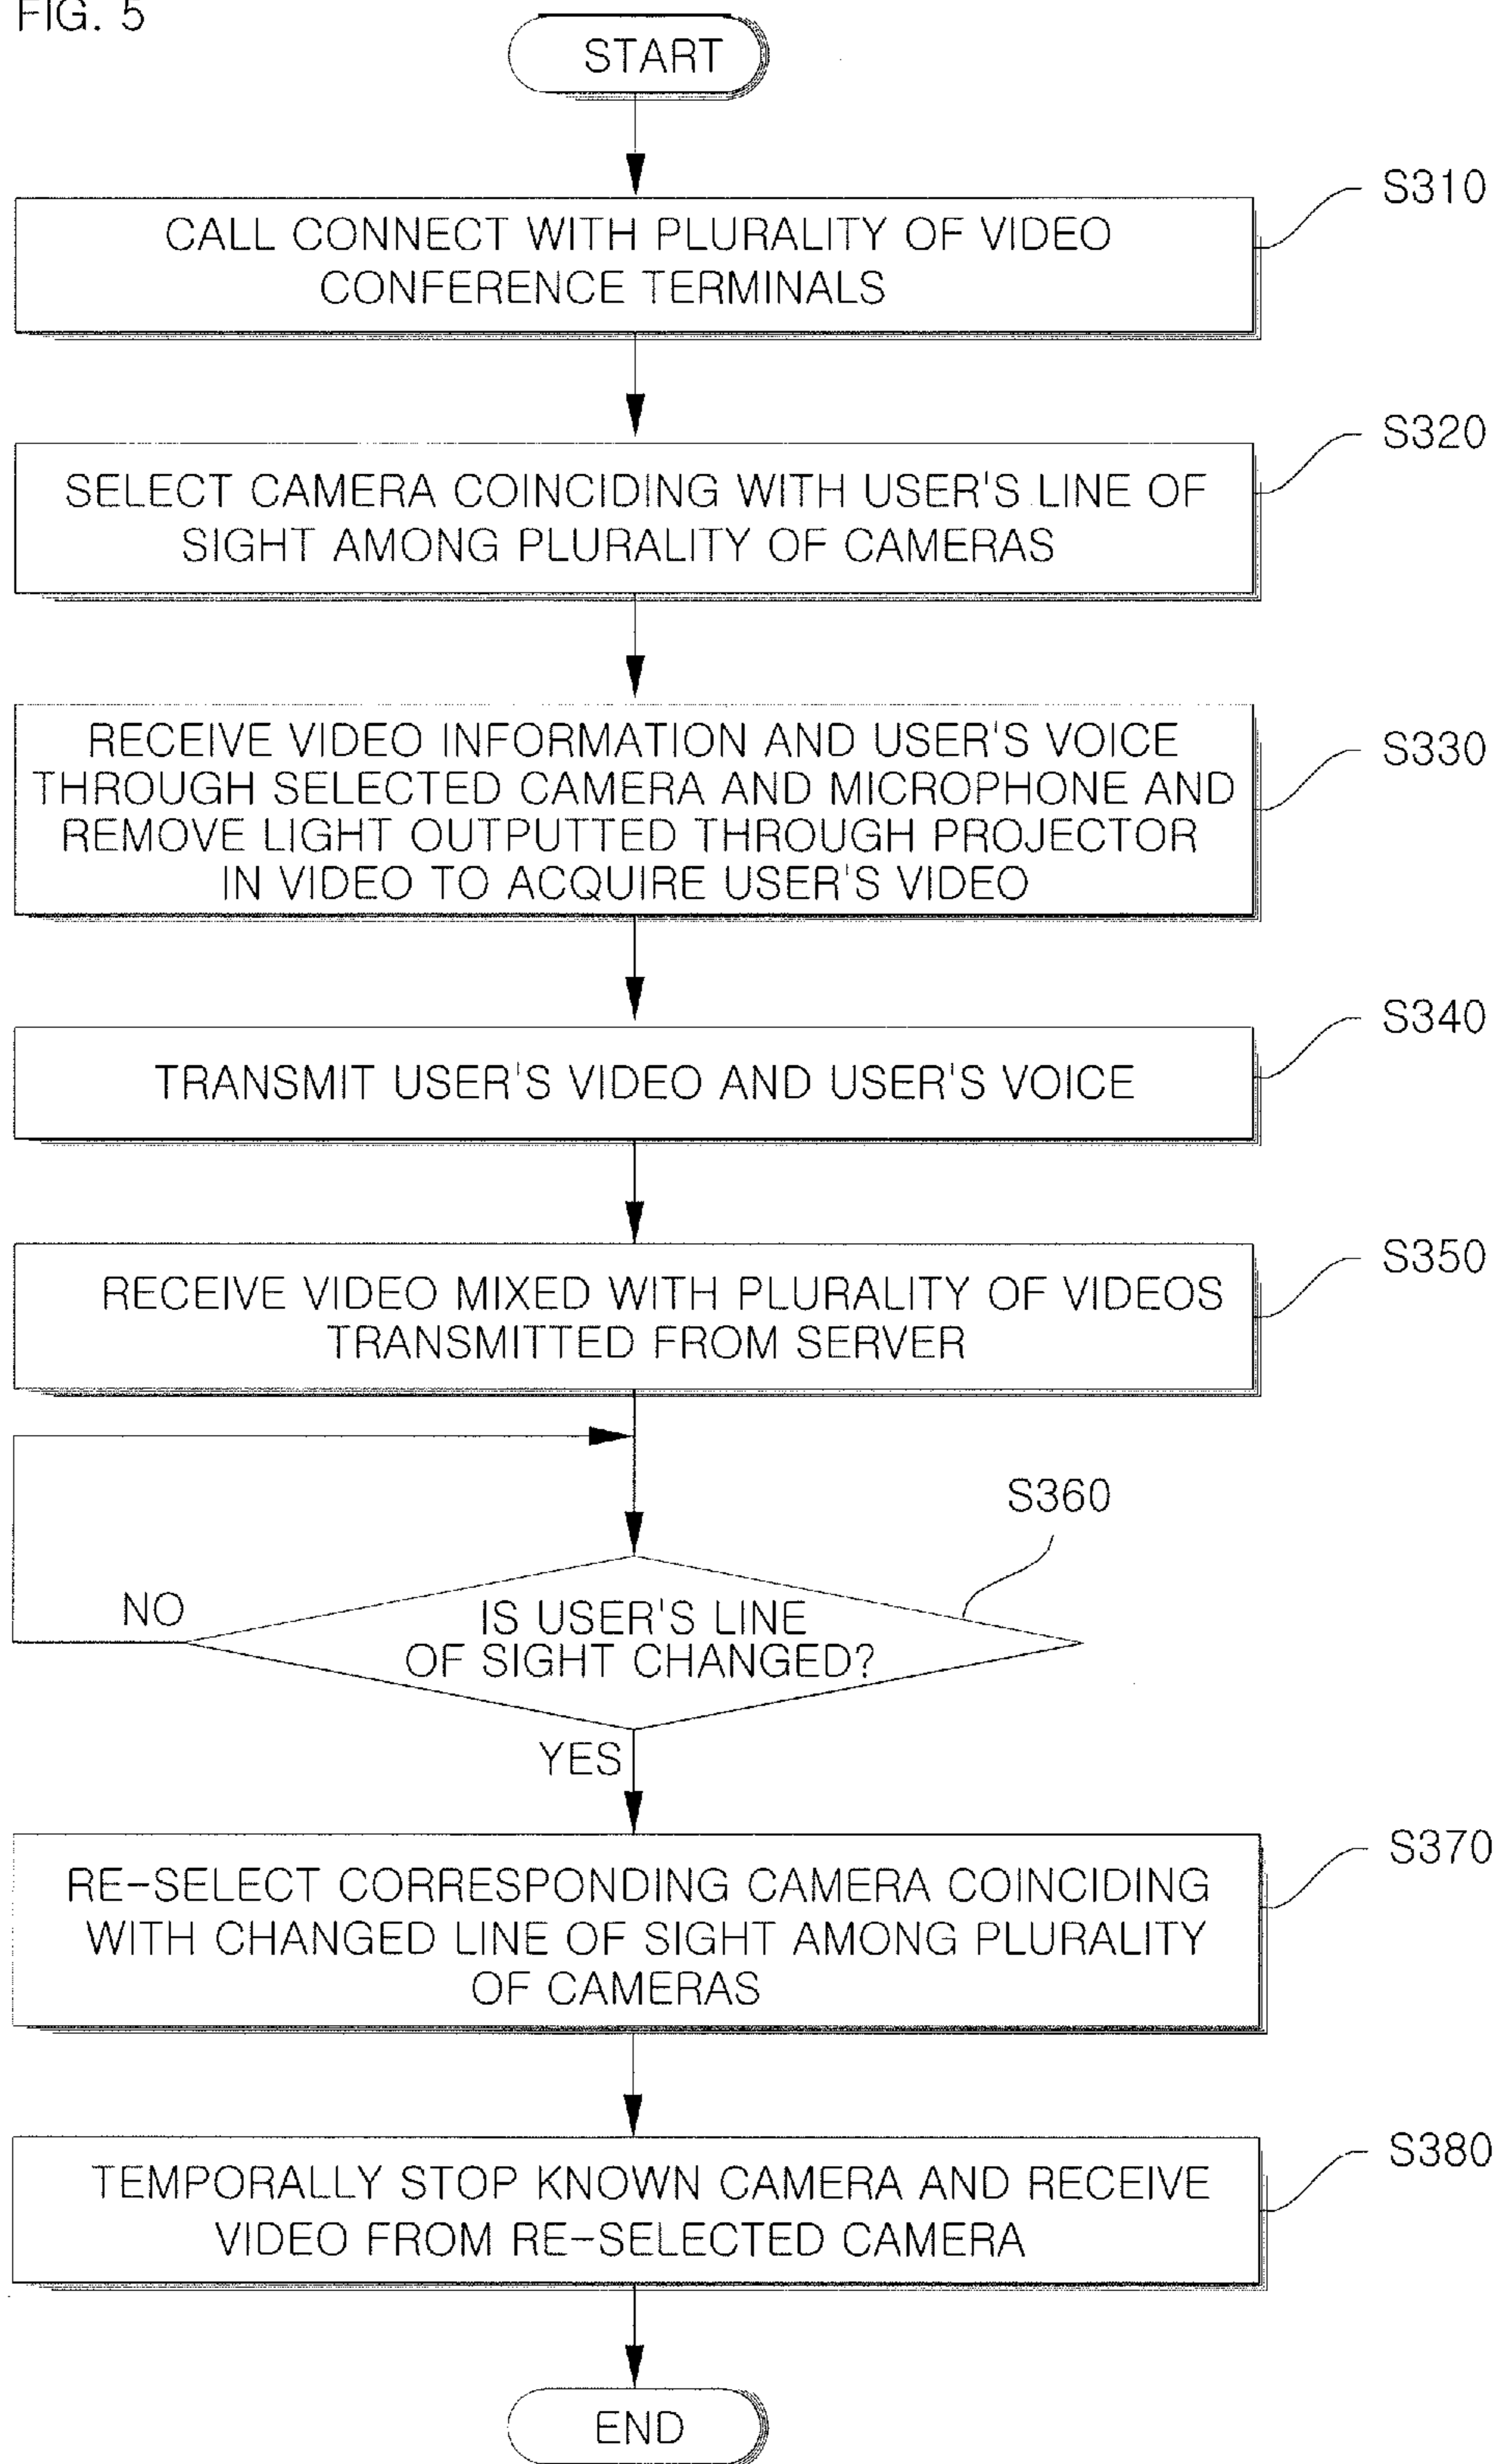 FIG. 5
START
S310
CALL CONNECT WITH PLURALITY OF VIDEO
CONFERENCE TERMINALS
S320
SELECT CAMERA COINCIDING WITH USER'S LINE OF
SIGHT AMONG PLURALITY OF CAMERAS
S330
RECEIVE VIDEO INFORMATION AND USER'S VOICE
THROUGH SELECTED CAMERA AND MICROPHONE AND
REMOVE LIGHT OUTPUTTED THROUGH PROJECTOR
IN VIDEO TO ACQUIRE USER'S VIDEO
S340
TRANSMIT USER'S VIDEO AND USER'S VOICE
S350
RECEIVE VIDEO MIXED WITH PLURALITY OF VIDEOS
TRANSMITTED FROM SERVER
S360
NO
IS USER'S LINE
OF SIGHT CHANGED?
YES
S370
RE-SELECT CORRESPONDING CAMERA COINCIDING
WITH CHANGED LINE OF SIGHT AMONG PLURALITY
OF CAMERAS
S380
TEMPORALLY STOP KNOWN CAMERA AND RECEIVE
VIDEO FROM RE-SELECTED CAMERA
END